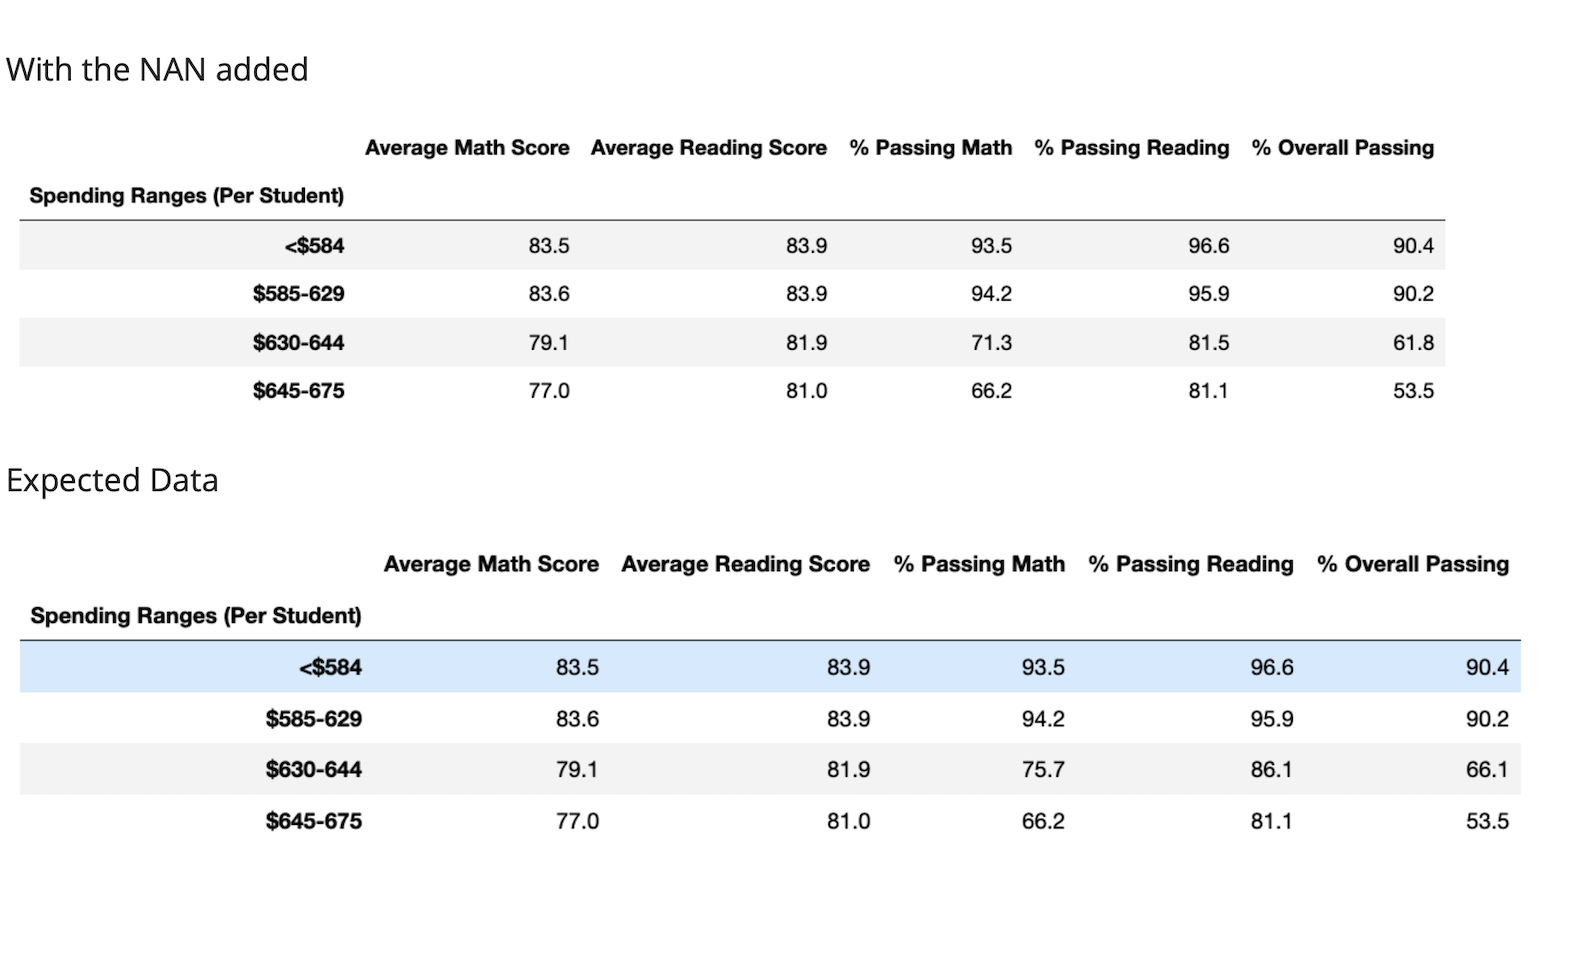 With the NAN added
Average Math Score Average Reading Score % Passing Math % Passing Reading % Overall Passing
Spending Ranges (Per Student)
<$584 83.5 83.9 93.5 96.6 90.4
$585-629 83.6 83.9 94.2 95.9 90.2
$630-644 79.1 81.9 71.3 81.5 61.8
$645-675 77.0 81.0 66.2 81.1 53.5
Expected Data
Average Math Score Average Reading Score % Passing Math % Passing Reading % Overall Passing
Spending Ranges (Per Student)
<$584 83.5 83.9 93.5 96.6 90.4
$585-629 83.6 83.9 94.2 95.9 90.2
$630-644 79.1 81.9 75.7 86.1 66.1
$645-675 77.0 81.0 66.2 81.1 53.5